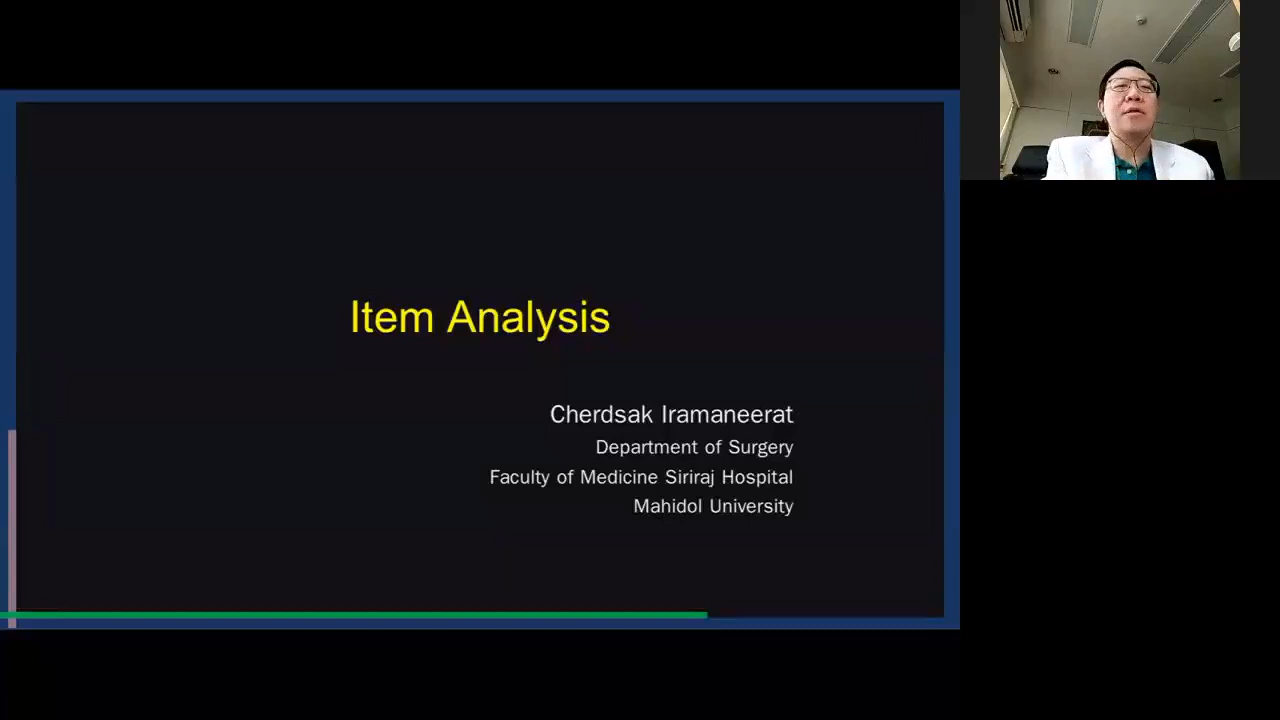 Item Analysis
Cherdsak Iramaneerat
Department of Surgery
Faculty of Medicine Siriraj Hospital
Mahidol University